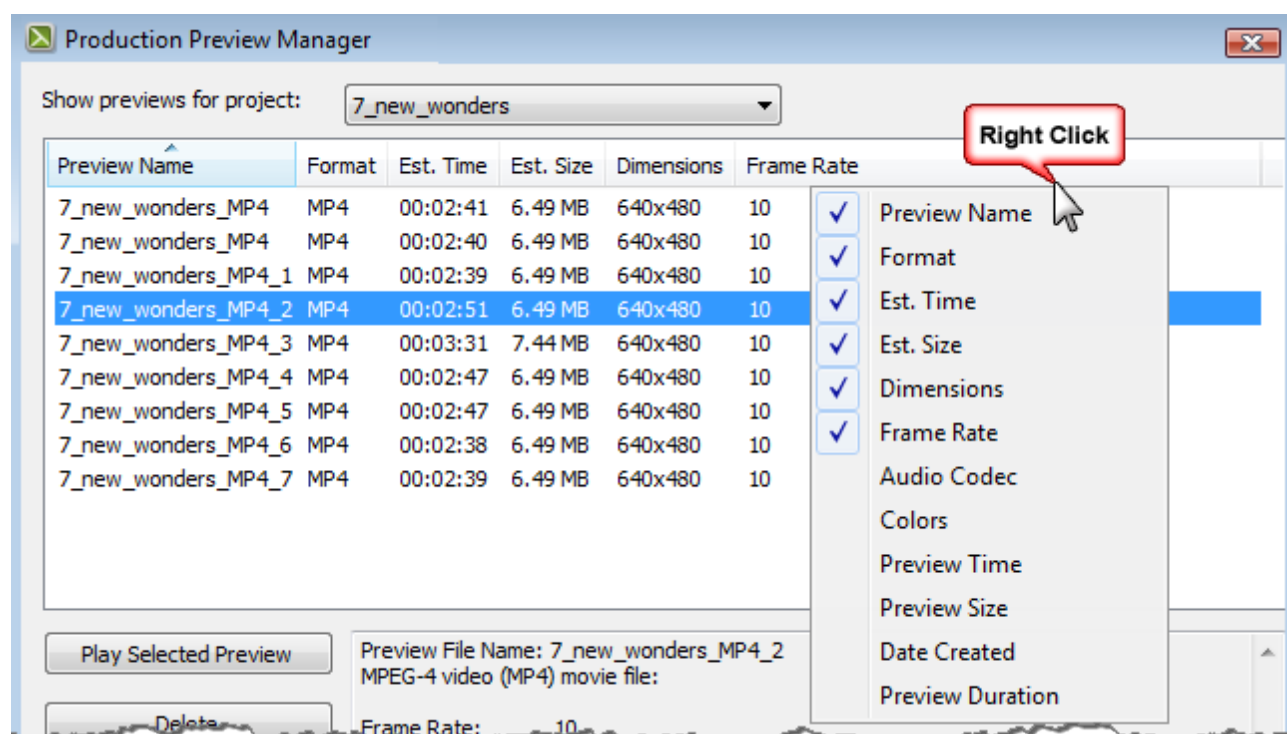 Production Preview Manager
Show previews for project: 7_new_wonders
Right Click
Preview Name Format Est. Time Est. Size Dimensions Frame Rate
7_new_wonders_MP4 MP4 00:02:41 6.49 MB 640x480 10
7_new_wonders_MP4 MP4 00:02:40 6.49 MB 640x480 10
7_new_wonders_MP4_1 MP4 00:02:39 6.49 MB 640x480 10
7_new_wonders_MP4_2 MP4 00:02:51 6.49 MB 640x480 10
7_new_wonders_MP4_3 MP4 00:03:31 7.44 MB 640x480 10
7_new_wonders_MP4_4 MP4 00:02:47 6.49 MB 640x480 10
7_new_wonders_MP4_5 MP4 00:02:47 6.49 MB 640x480 10
7_new_wonders_MP4_6 MP4 00:02:38 6.49 MB 640x480 10
7_new_wonders_MP4_7 MP4 00:02:39 6.49 MB 640x480 10
Preview Name
Format
Est. Time
Est. Size
Dimensions
Frame Rate
Audio Codec
Colors
Preview Time
Preview Size
Date Created
Preview Duration
Play Selected Preview
Delete
Preview File Name: 7_new_wonders_MP4_2
MPEG-4 video (MP4) movie file:
Frame Rate: 10